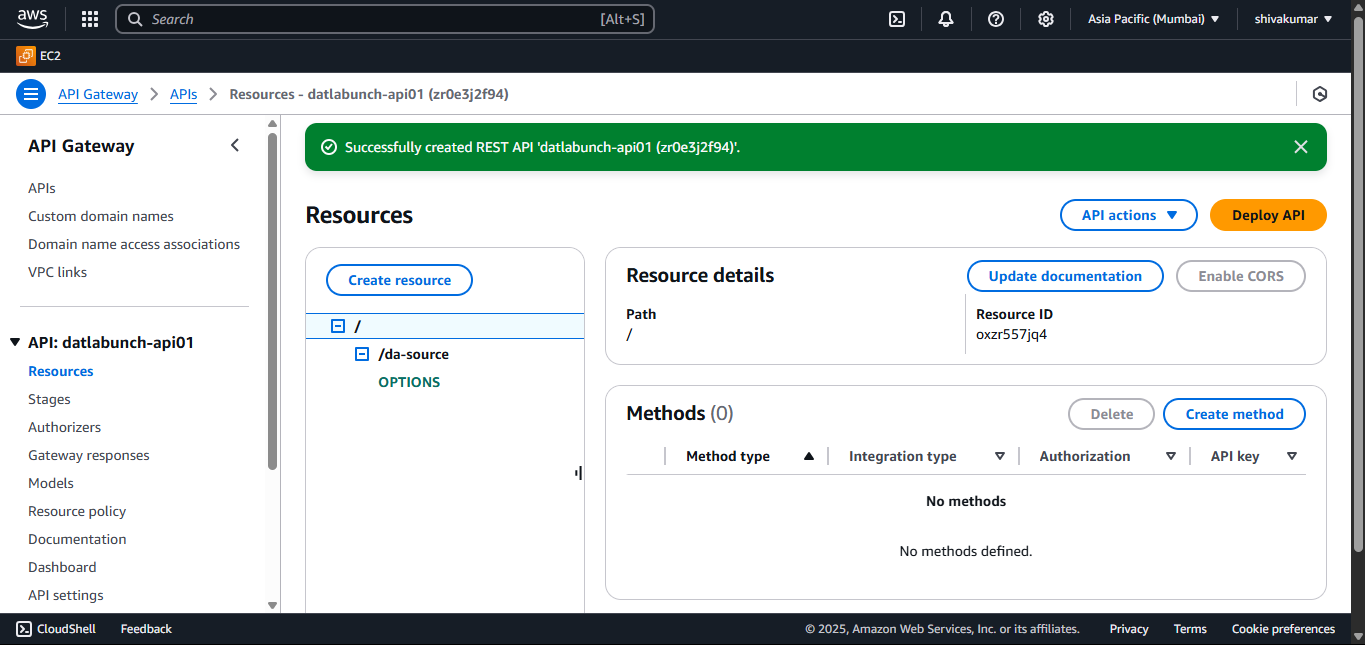 aws
Search [Alt+S]
Asia Pacific (Mumbai)
shivakumar
EC2
API Gateway
APIs
Resources - datlabunch-api01 (zr0e3j2f94)
API Gateway
APIs
Custom domain names
Domain name access associations
VPC links
API: datlabunch-api01
Resources
Stages
Authorizers
Gateway responses
Models
Resource policy
Documentation
Dashboard
API settings
Successfully created REST API 'datlabunch-api01 (zr0e3j2f94)'.
Resources
API actions
Deploy API
Create resource
/
/da-source
OPTIONS
Resource details
Update documentation
Enable CORS
Path
/
Resource ID
oxzr557jq4
Methods (0)
Delete
Create method
Method type
Integration type
Authorization
API key
No methods
No methods defined.
CloudShell
Feedback
© 2025, Amazon Web Services, Inc. or its affiliates.
Privacy
Terms
Cookie preferences